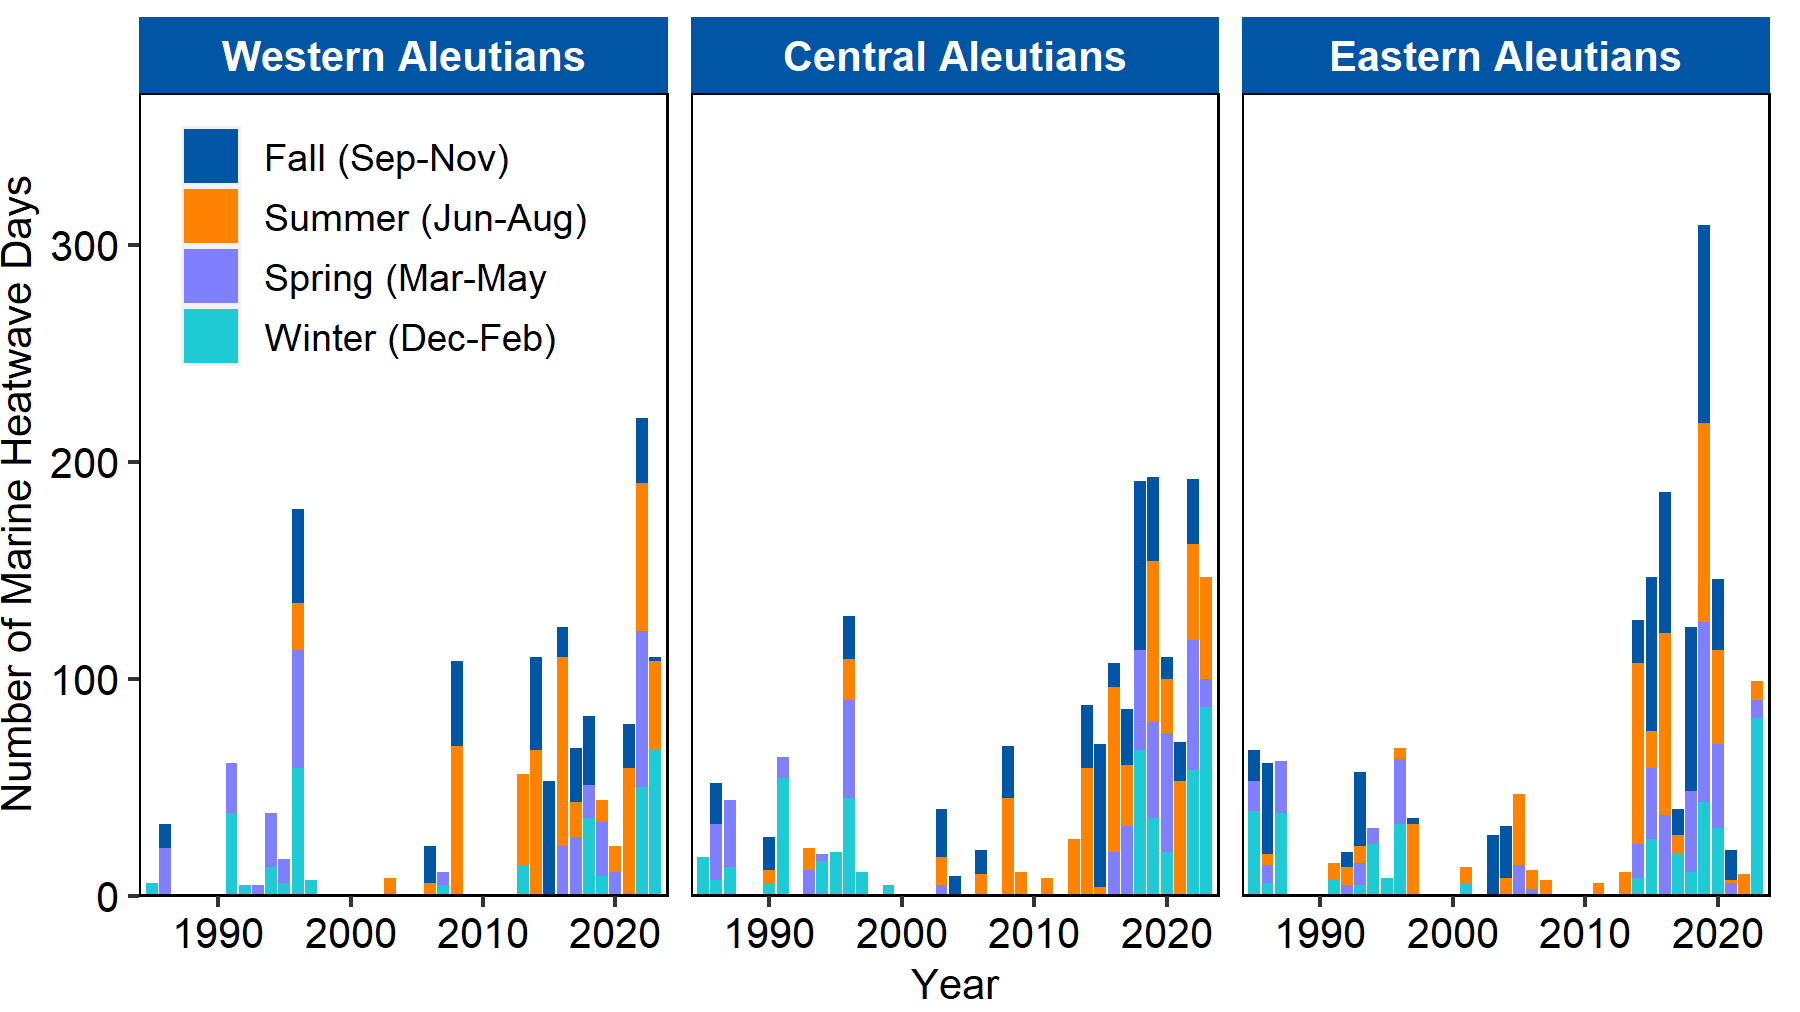 Western Aleutians
Central Aleutians
Eastern Aleutians
Number of Marine Heatwave Days
300
200
100
0
Fall (Sep-Nov)
Summer (Jun-Aug)
Spring (Mar-May
Winter (Dec-Feb)
1990 2000 2010 2020
1990 2000 2010 2020
1990 2000 2010 2020
Year